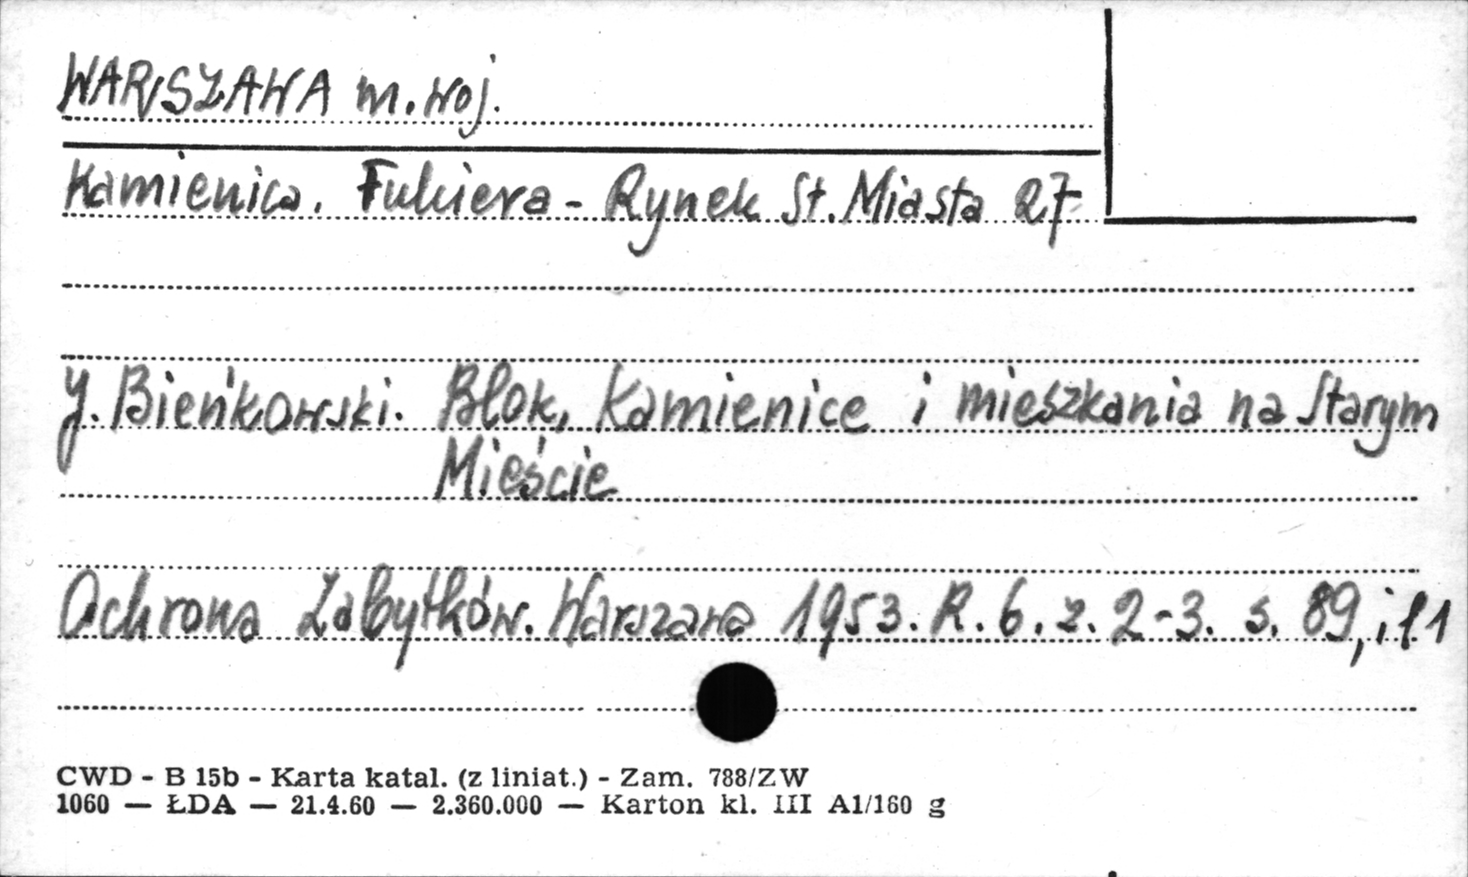 WARSZAWA m. woj.
Kamienica. Fukiera - Rynek St. Miasta 27
J. Bieńkowski. Blok, Kamienice i mieszkania na Starym
Mieście
Ochrona Zabytków. Warszawa 1953. R. 6. z. 2-3. s. 89, il 1
CWD - B 15b - Karta katal. (z liniat.) - Zam. 788/ZW
1060 — ŁDA — 21.4.60 — 2.360.000 — Karton kl. III A1/160 g